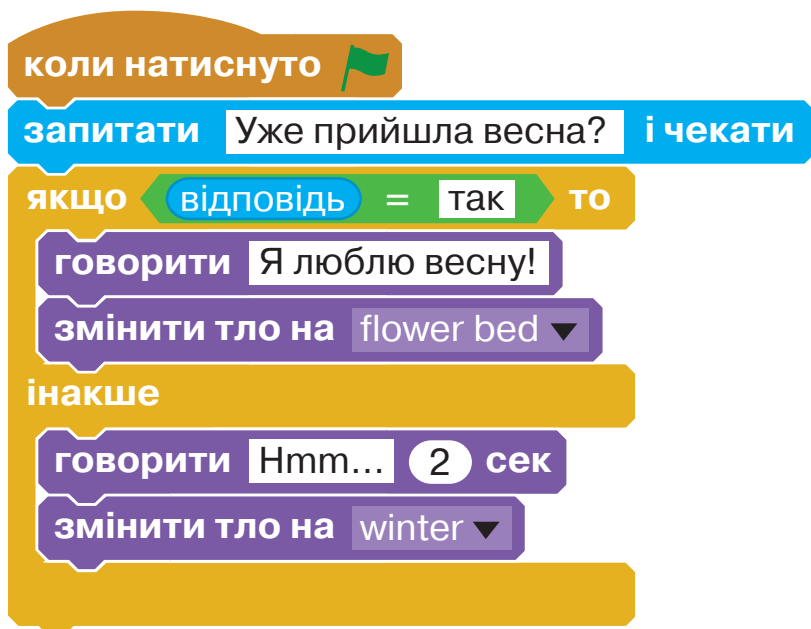 коли натиснуто
запитати Уже прийшла весна? і чекати
якщо відповідь = так то
говорити Я люблю весну!
змінити тло на flower bed
інакше
говорити Hmm... 2 сек
змінити тло на winter